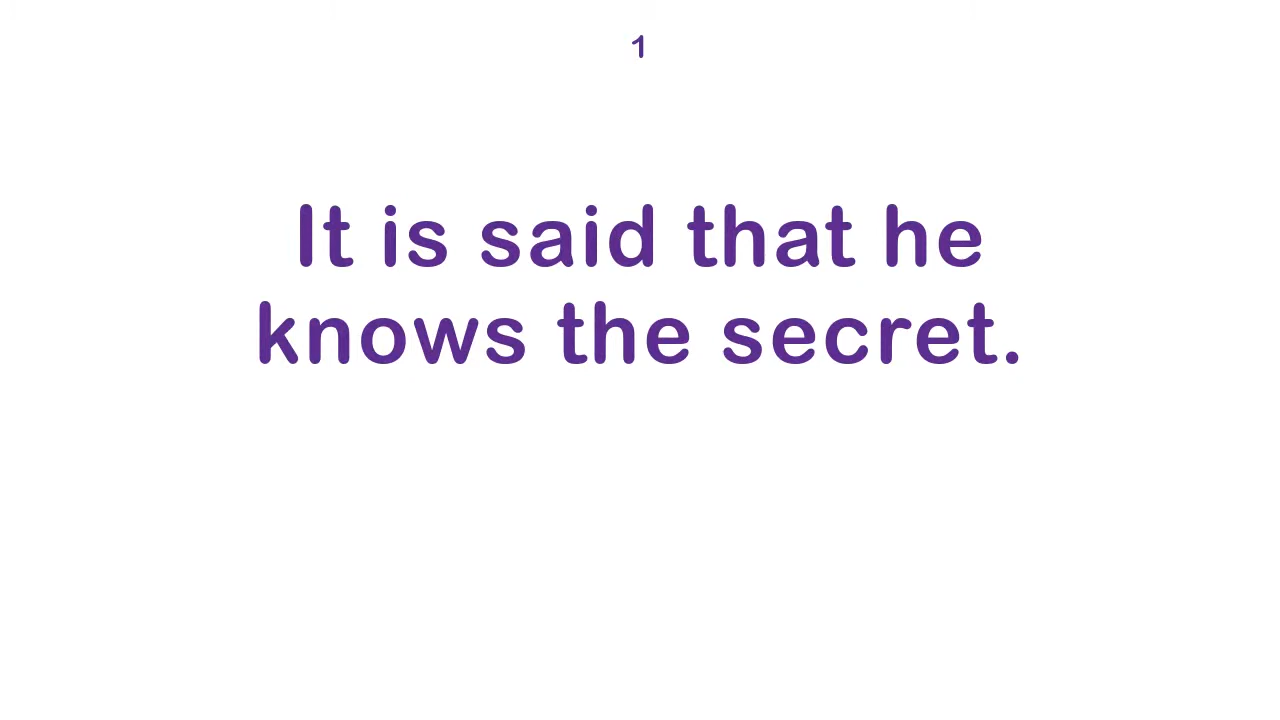 1
It is said that he
knows the secret.